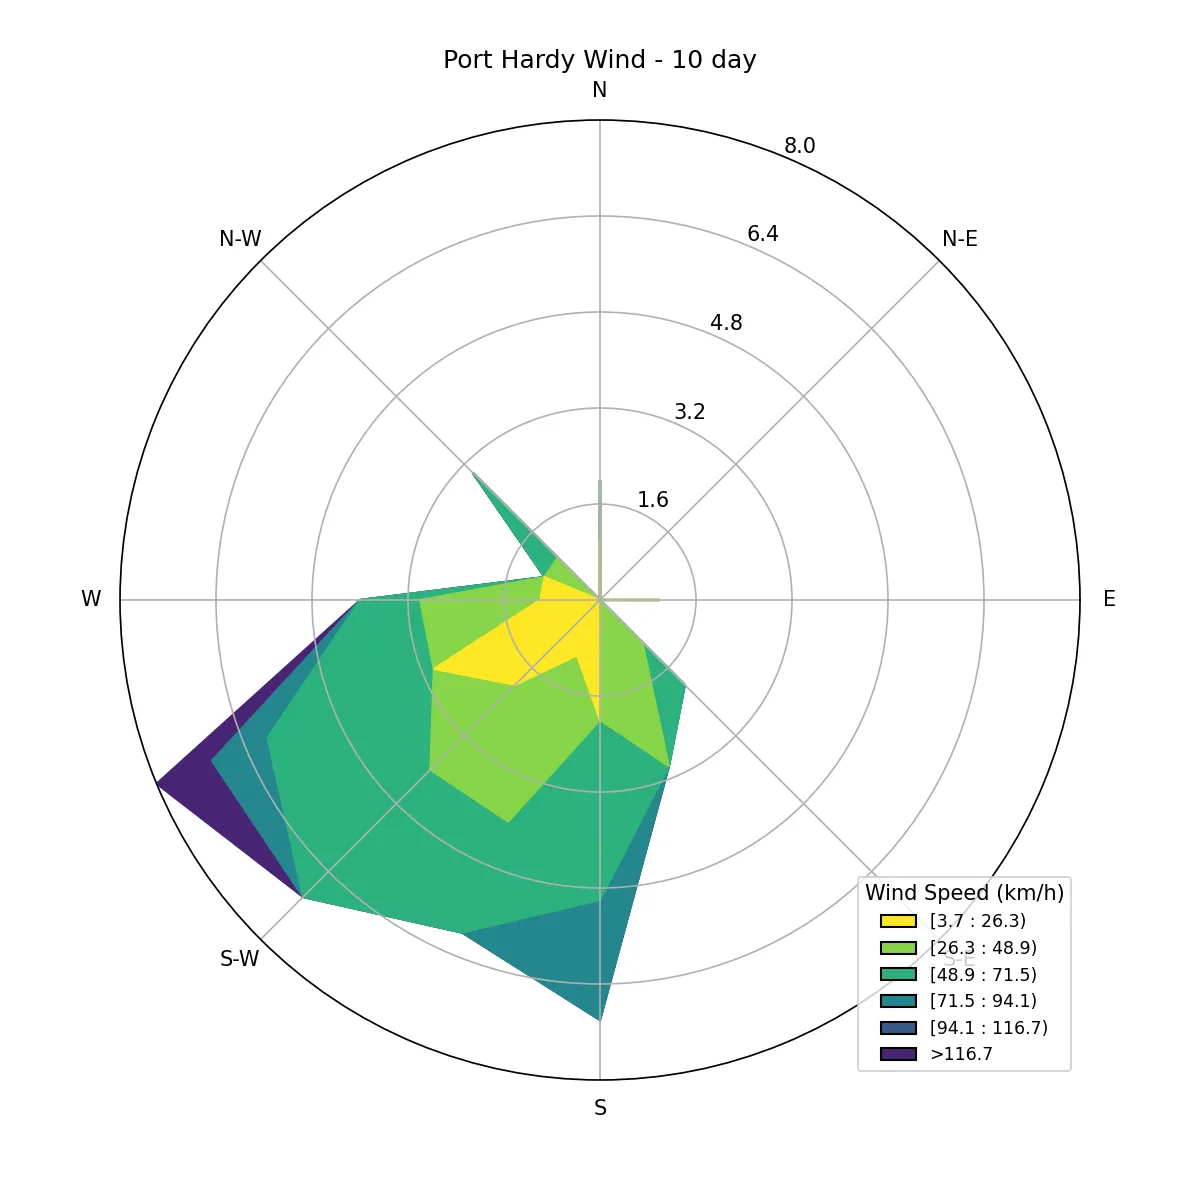 Port Hardy Wind - 10 day
N
8.0
N-W
N-E
6.4
4.8
3.2
1.6
W
E
Wind Speed (km/h)
[3.7 : 26.3)
[26.3 : 48.9)
S-W
S-E
[48.9 : 71.5)
[71.5 : 94.1)
[94.1 : 116.7)
>116.7
S